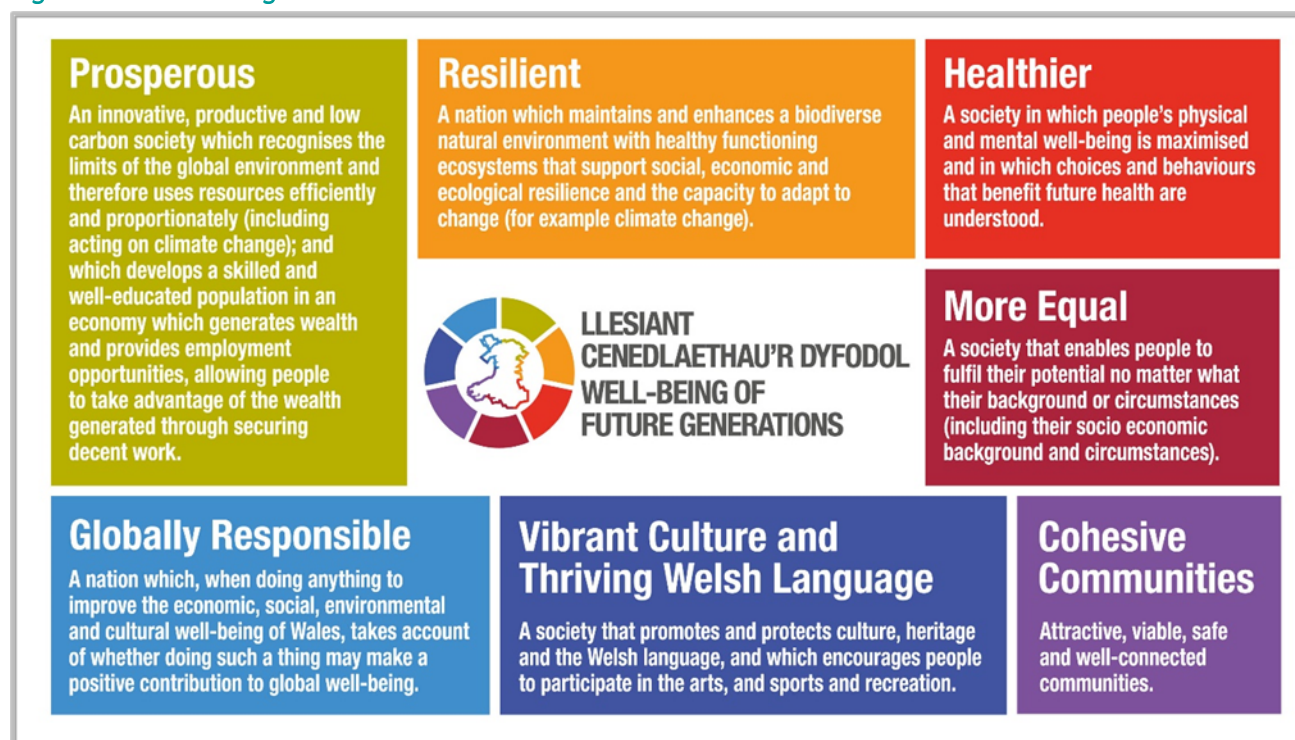 Prosperous
An innovative, productive and low
carbon society which recognises the
limits of the global environment and
therefore uses resources efficiently
and proportionately (including
acting on climate change); and
which develops a skilled and
well-educated population in an
economy which generates wealth
and provides employment
opportunities, allowing people
to take advantage of the wealth
generated through securing
decent work.
Resilient
A nation which maintains and enhances a biodiverse
natural environment with healthy functioning
ecosystems that support social, economic and
ecological resilience and the capacity to adapt to
change (for example climate change).
Healthier
A society in which people's physical
and mental well-being is maximised
and in which choices and behaviours
that benefit future health are
understood.
LLESIANT
CENEDLAETHAU'R DYFODOL
WELL-BEING OF
FUTURE GENERATIONS
More Equal
A society that enables people to
fulfil their potential no matter what
their background or circumstances
(including their socio economic
background and circumstances).
Globally Responsible
A nation which, when doing anything to
improve the economic, social, environmental
and cultural well-being of Wales, takes account
of whether doing such a thing may make a
positive contribution to global well-being.
Vibrant Culture and
Thriving Welsh Language
A society that promotes and protects culture, heritage
and the Welsh language, and which encourages people
to participate in the arts, and sports and recreation.
Cohesive
Communities
Attractive, viable, safe
and well-connected
communities.